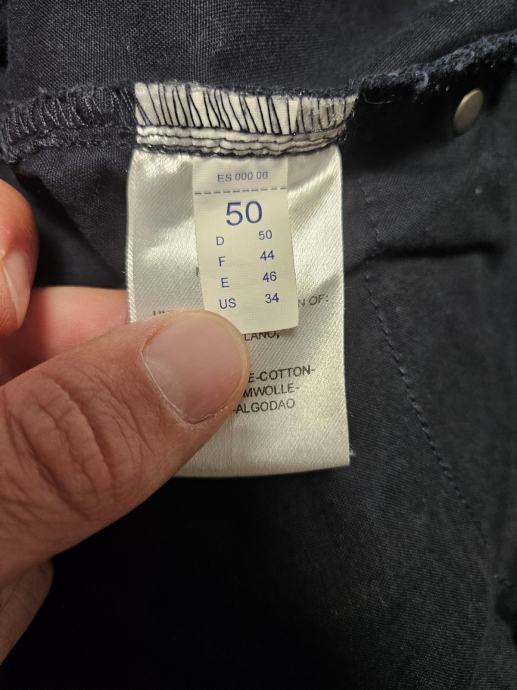 ES 000 06
50
D 50
F 44
E 46
US 34
N OF:
LANO,
E-COTTON-
MWOLLE-
-ALGODAO